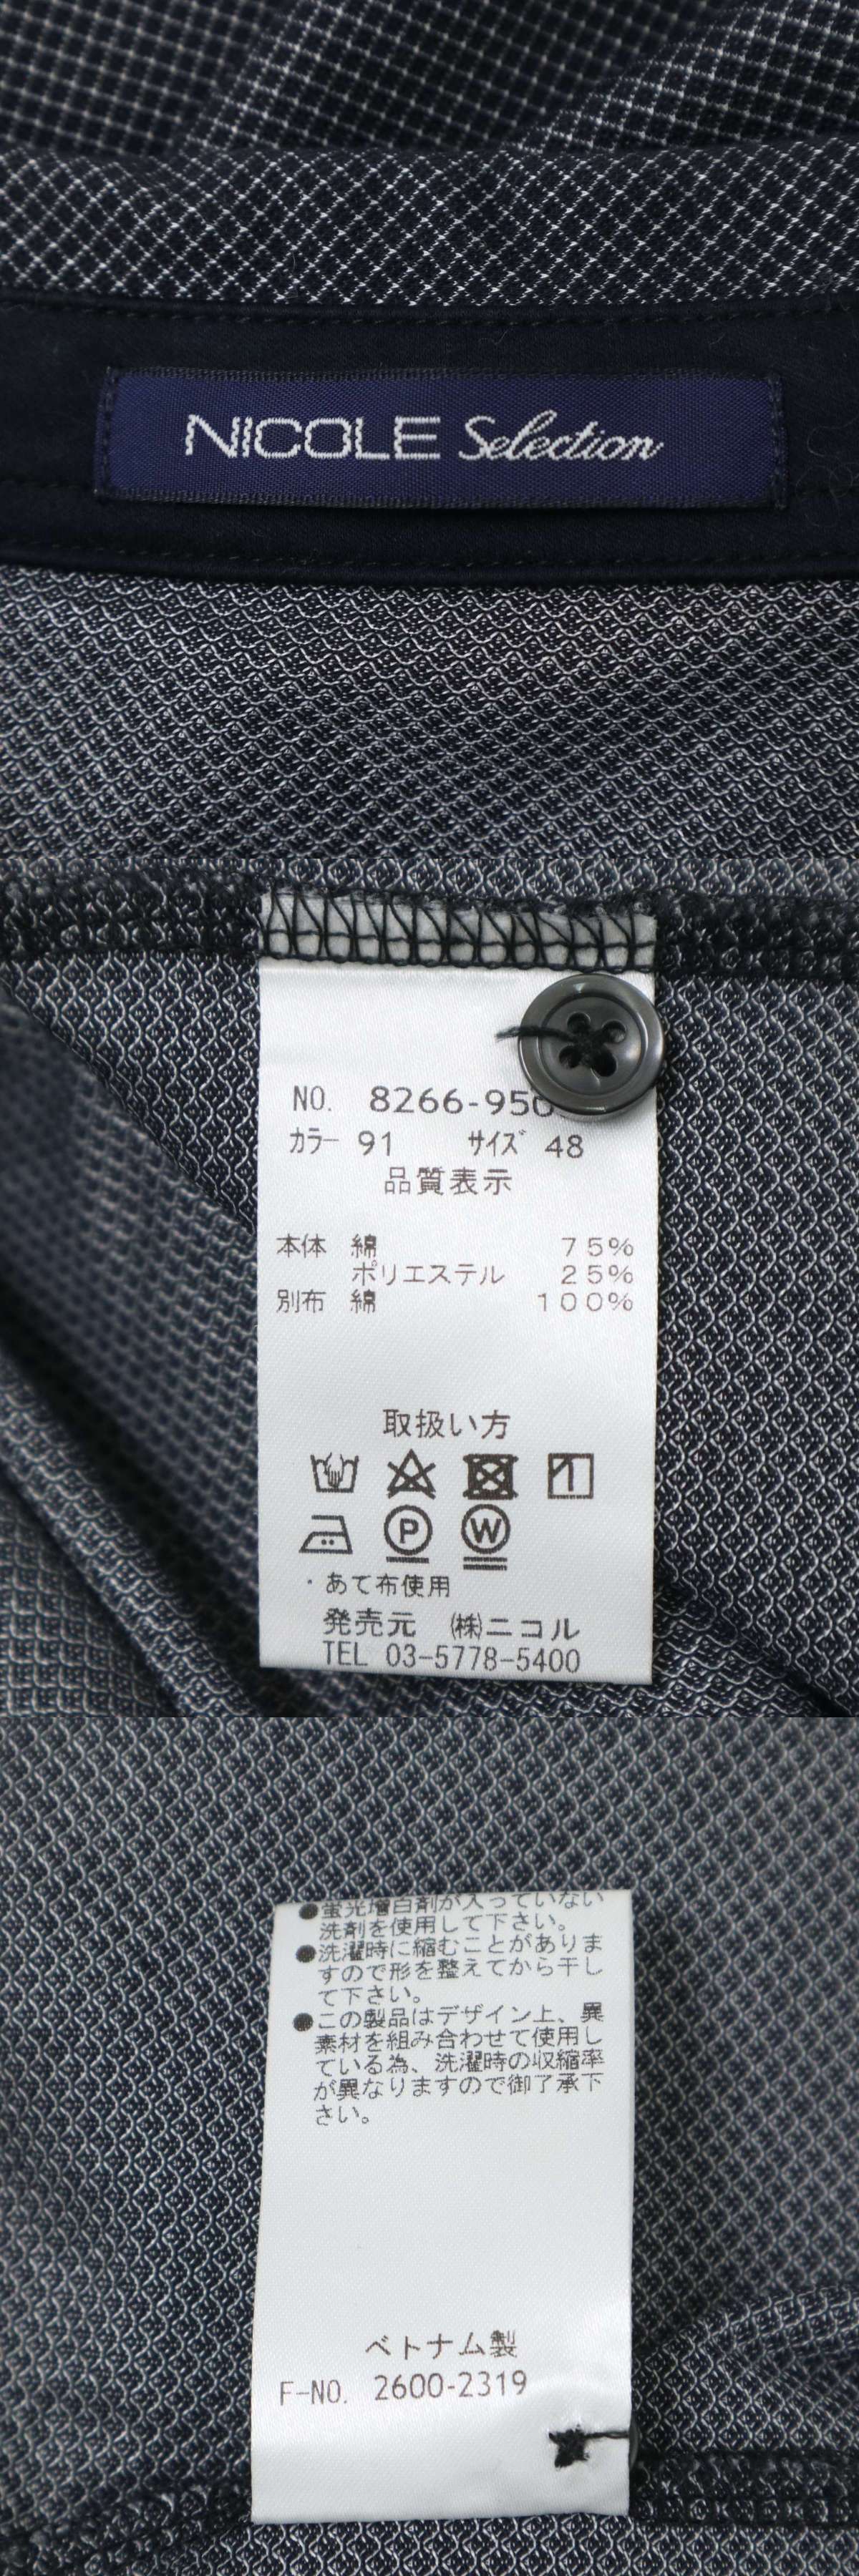 NICOLE Selection
NO. 8266-950
カラー 91 サイズ 48
品質表示
本体 綿 75%
ポリエステル 25%
別布 綿 100%
取扱い方
P W
・あて布使用
発売元 ㈱ニコル
TEL 03-5778-5400
●蛍光増白剤が入っていない
洗剤を使用して下さい。
●洗濯時に縮むことがありま
すので形を整えてから干し
て下さい。
●この製品はデザイン上、異
素材を組み合わせて使用し
ている為、洗濯時の収縮率
が異なりますので御了承下
さい。
ベトナム製
F-NO. 2600-2319